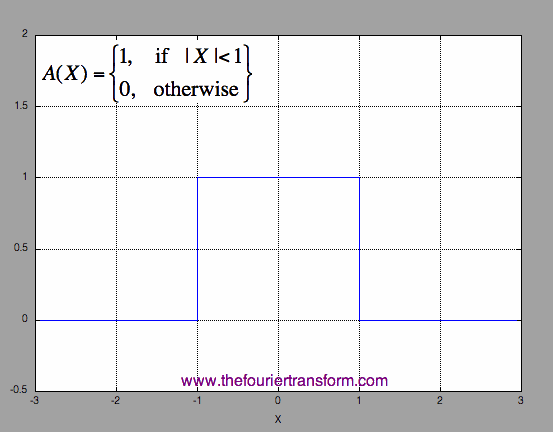 2
A(X) = {1, if |X|<1
0, otherwise}
1.5
1
0.5
0
www.thefouriertransform.com
-0.5
-3 -2 -1 0 1 2 3
X